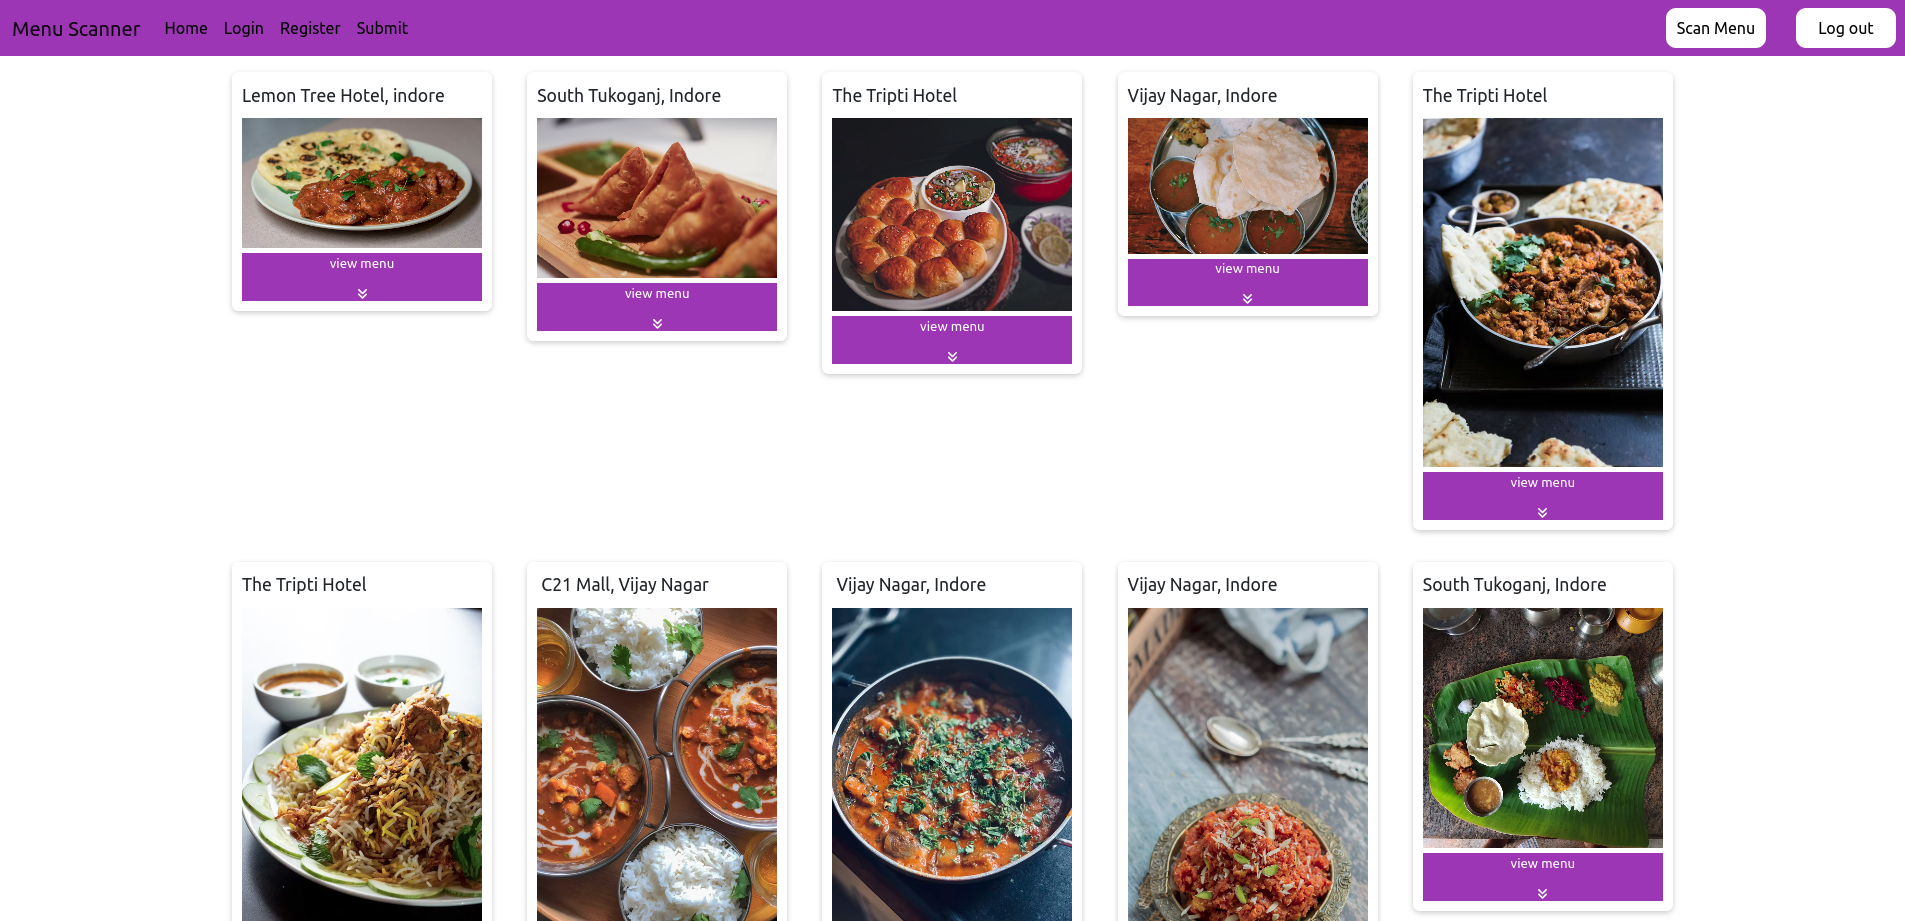 Menu Scanner Home Login Register Submit Scan Menu Log out
Lemon Tree Hotel, indore
view menu
South Tukoganj, Indore
view menu
The Tripti Hotel
view menu
Vijay Nagar, Indore
view menu
The Tripti Hotel
view menu
The Tripti Hotel
C21 Mall, Vijay Nagar
Vijay Nagar, Indore
Vijay Nagar, Indore
South Tukoganj, Indore
view menu